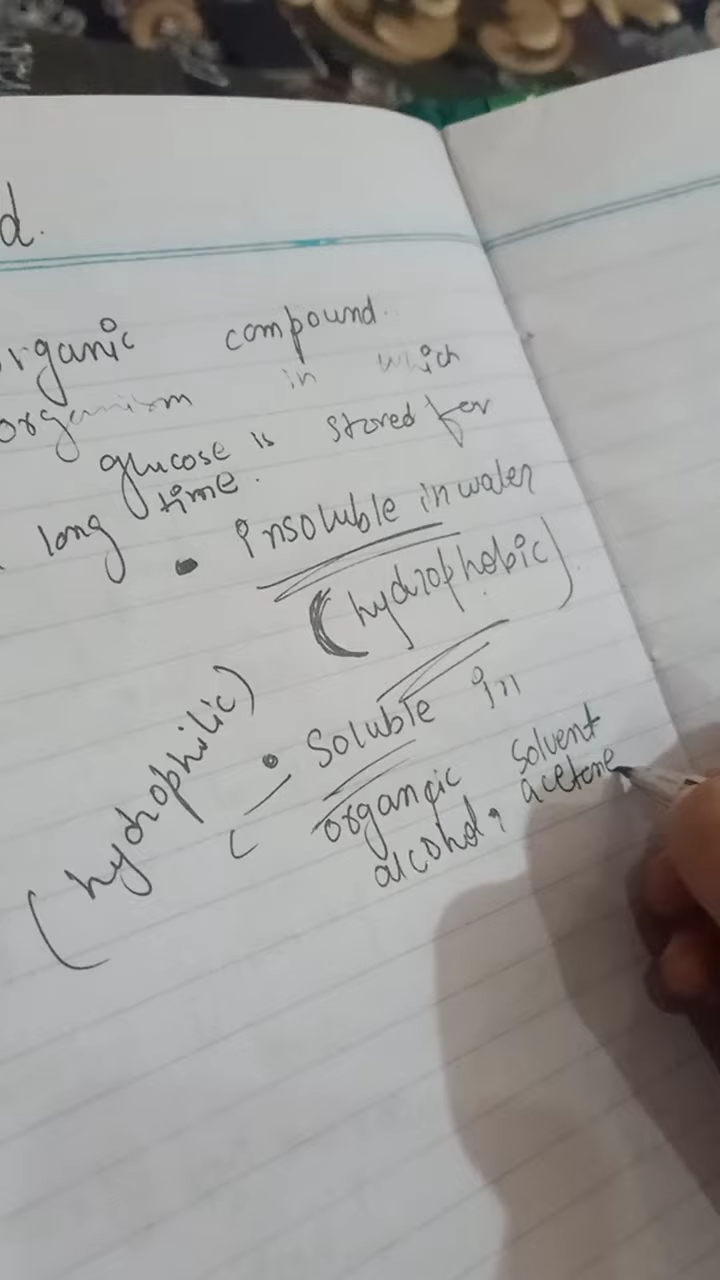 d.
rganic compound.
organism in which
glucose is stored for
long time.
• insoluble in water
(hydrophobic).
(hydrophilic)
• Soluble in
organcic solvent
alcohol, acetone